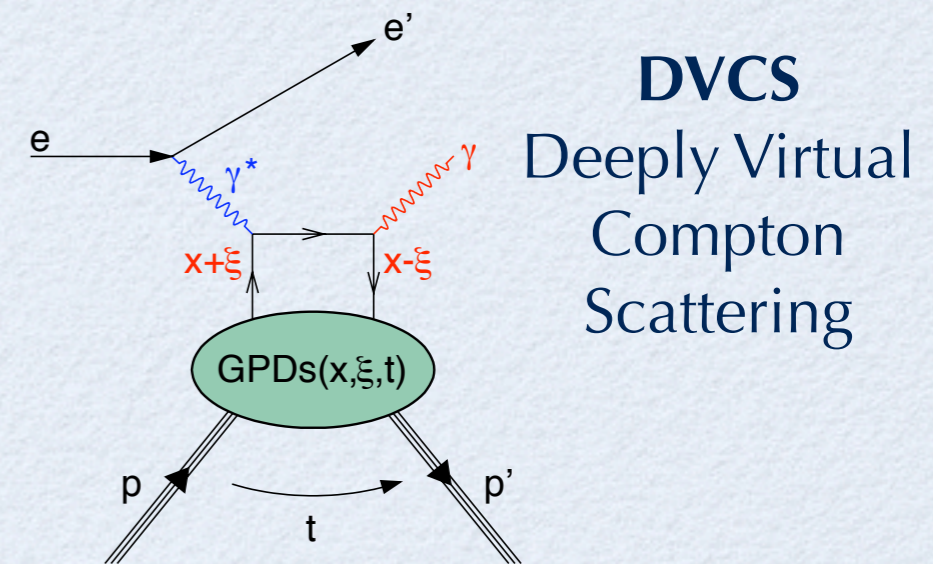 e'
e
γ*
γ
x+ξ
x-ξ
GPDs(x,ξ,t)
p
p'
t
DVCS
Deeply Virtual
Compton
Scattering